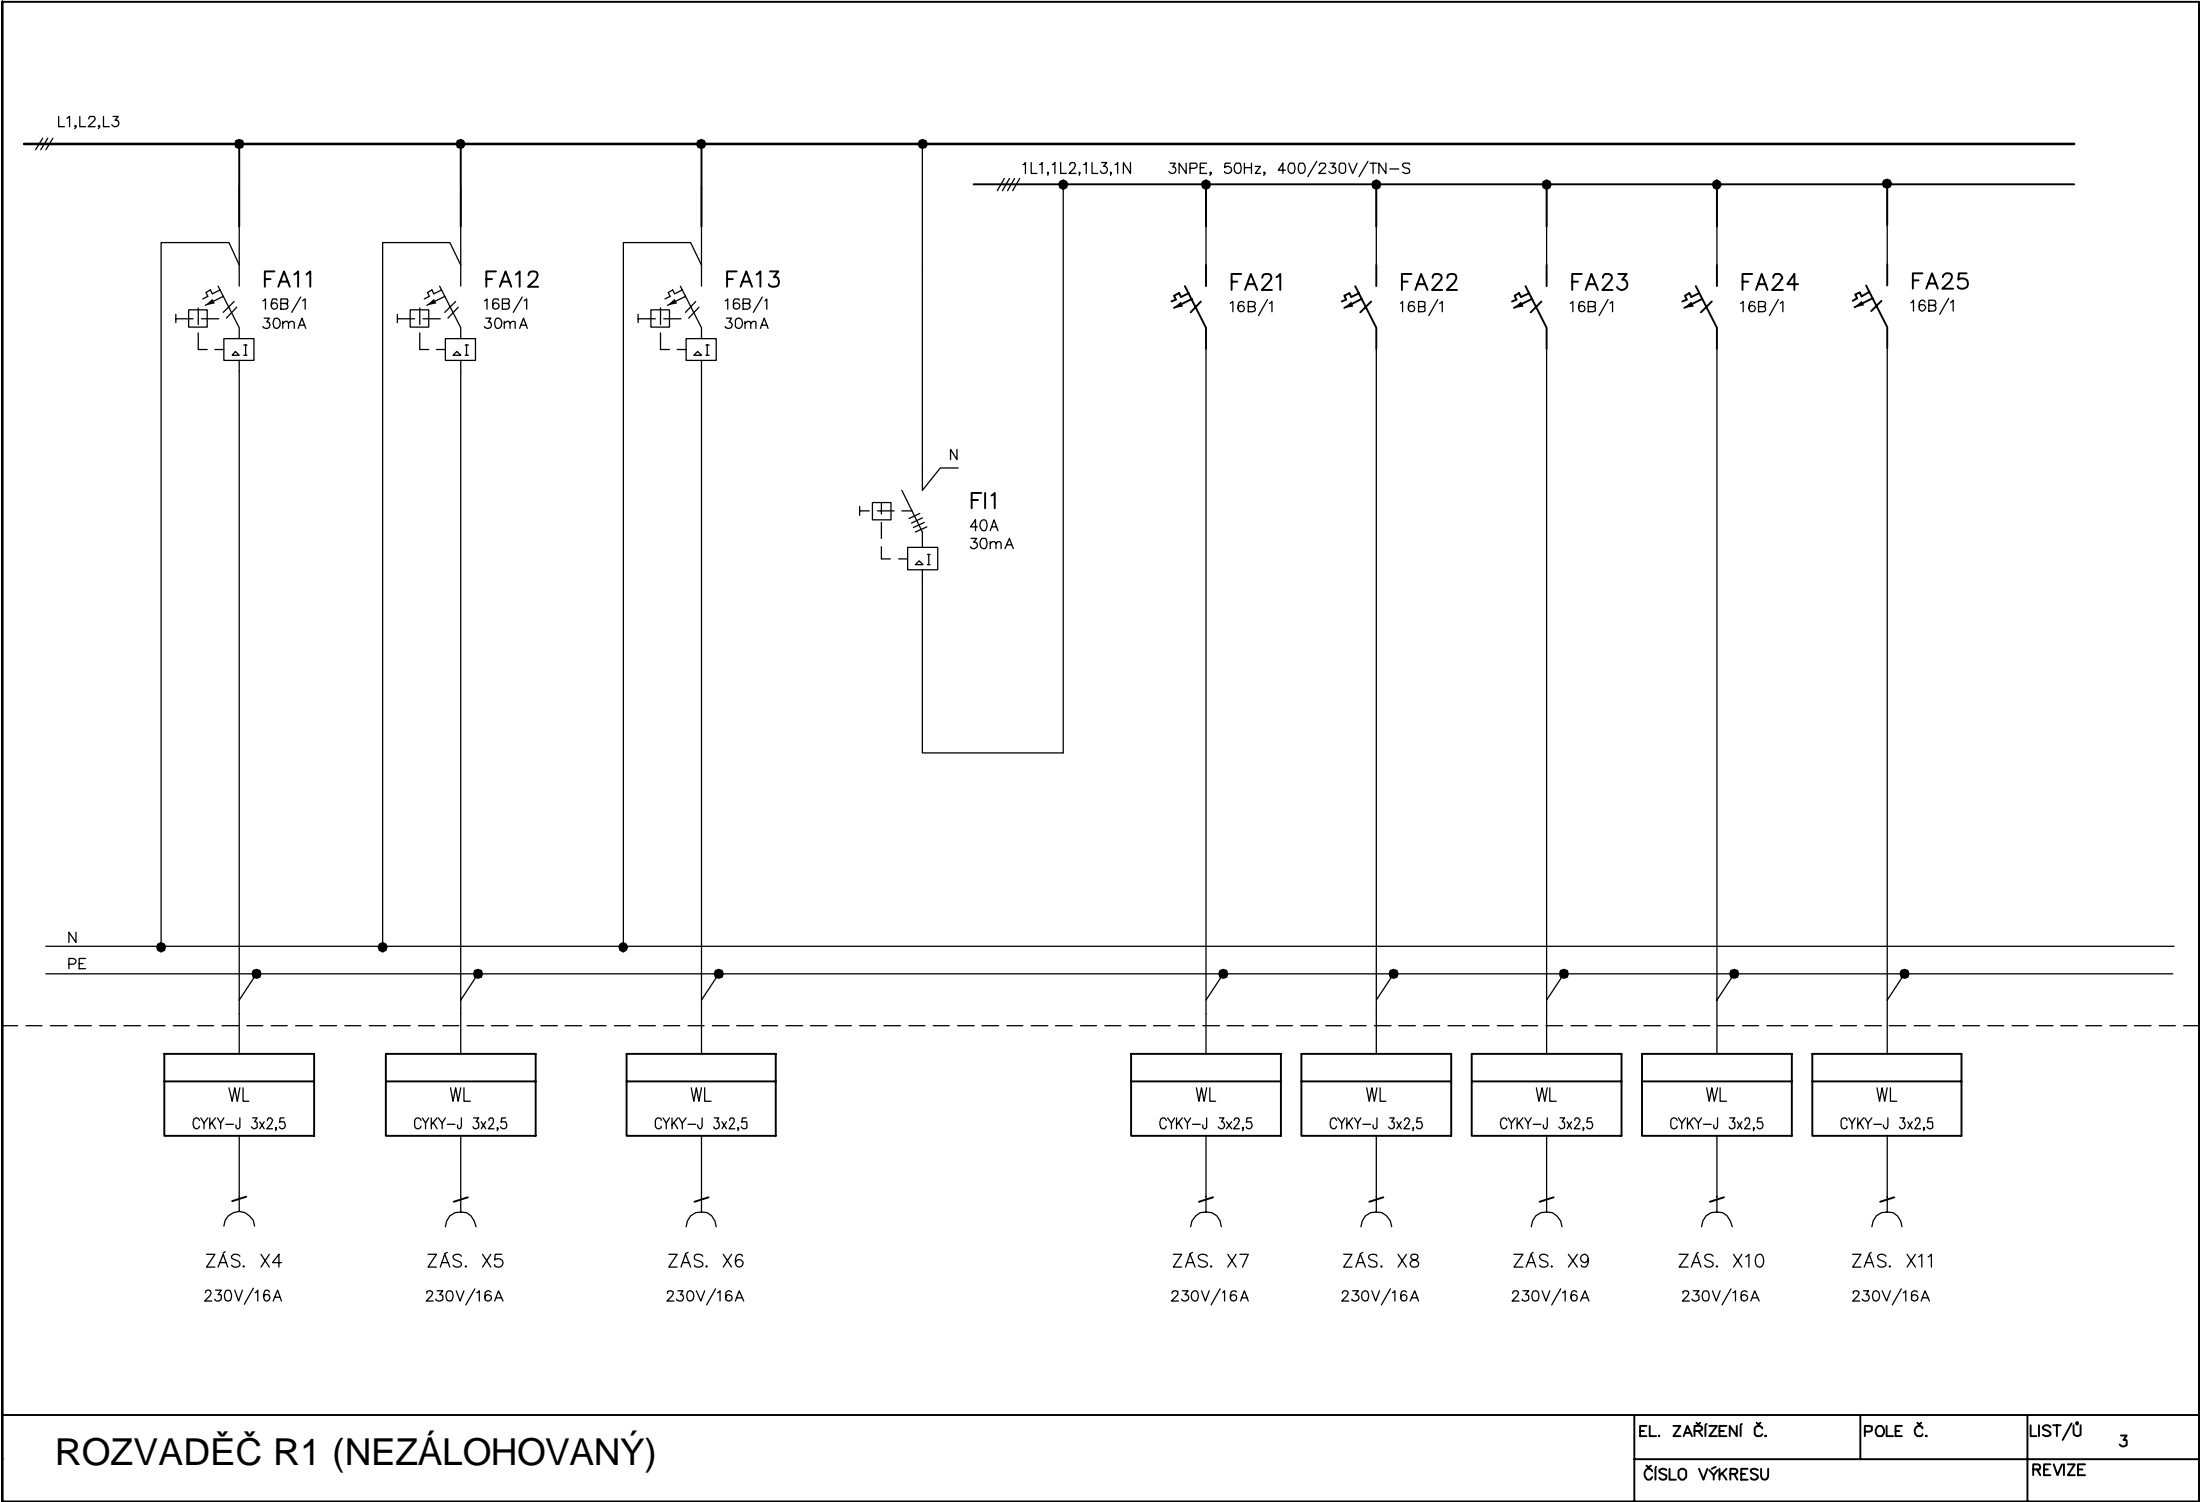 L1,L2,L3
1L1,1L2,1L3,1N 3NPE, 50Hz, 400/230V/TN-S
FA11
16B/1
30mA
FA12
16B/1
30mA
FA13
16B/1
30mA
FA21
16B/1
FA22
16B/1
FA23
16B/1
FA24
16B/1
FA25
16B/1
ΔI
ΔI
ΔI
N
FI1
40A
30mA
ΔI
N
PE
WL
CYKY-J 3x2,5
WL
CYKY-J 3x2,5
WL
CYKY-J 3x2,5
WL
CYKY-J 3x2,5
WL
CYKY-J 3x2,5
WL
CYKY-J 3x2,5
WL
CYKY-J 3x2,5
WL
CYKY-J 3x2,5
ZÁS. X4
230V/16A
ZÁS. X5
230V/16A
ZÁS. X6
230V/16A
ZÁS. X7
230V/16A
ZÁS. X8
230V/16A
ZÁS. X9
230V/16A
ZÁS. X10
230V/16A
ZÁS. X11
230V/16A
ROZVADĚČ R1 (NEZÁLOHOVANÝ)
EL. ZAŘÍZENÍ Č.
POLE Č.
LIST/Ů 3
ČÍSLO VÝKRESU
REVIZE